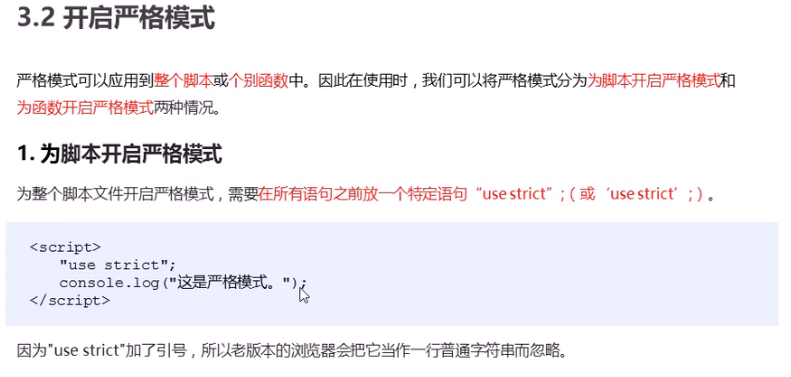 3.2 开启严格模式
严格模式可以应用到整个脚本或个别函数中。因此在使用时，我们可以将严格模式分为为脚本开启严格模式和
为函数开启严格模式两种情况。
1. 为脚本开启严格模式
为整个脚本文件开启严格模式，需要在所有语句之前放一个特定语句“use strict”;（或‘use strict’;）。
<script>
"use strict";
console.log("这是严格模式。");
</script>
因为"use strict"加了引号，所以老版本的浏览器会把它当作一行普通字符串而忽略。